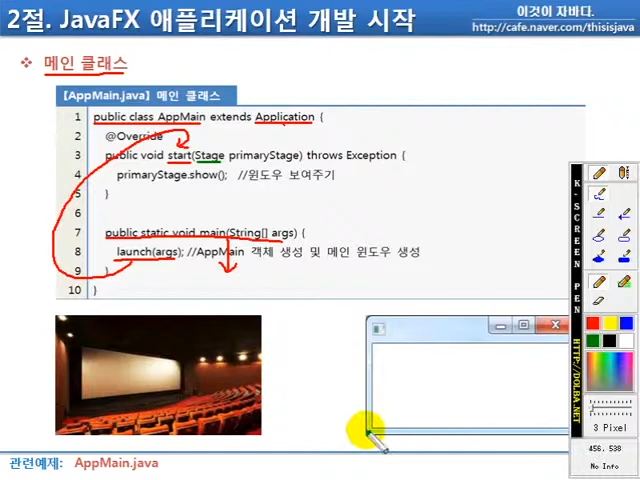 2절. JavaFX 애플리케이션 개발 시작
이것이 자바다.
http://cafe.naver.com/thisisjava
❖ 메인 클래스
【AppMain.java】메인 클래스
1 public class AppMain extends Application {
2 @Override
3 public void start(Stage primaryStage) throws Exception {
4 primaryStage.show(); //윈도우 보여주기
5 }
6
7 public static void main(String[] args) {
8 launch(args); //AppMain 객체 생성 및 메인 윈도우 생성
9 }
10 }
K-SCREEN PEN
HTTP://DOLBA.NET
3 Pixel
456, 538
No Info
관련예제: AppMain.java